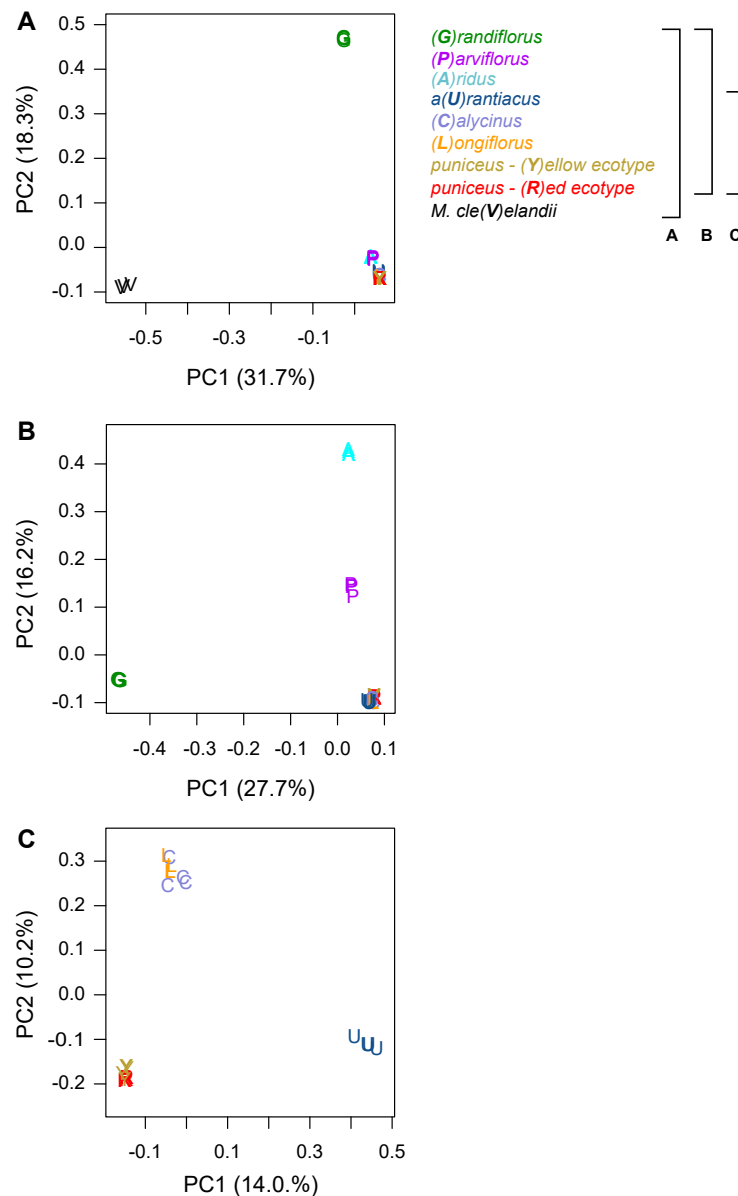 A
0.5
0.4
0.3
0.2
0.1
0.0
-0.1
PC2 (18.3%)
G
A
P
U
Y
R
V V
-0.5 -0.3 -0.1
PC1 (31.7%)
(G)randiflorus
(P)arviflorus
(A)ridus
a(U)rantiacus
(C)alycinus
(L)ongiflorus
puniceus - (Y)ellow ecotype
puniceus - (R)ed ecotype
M. cle(V)elandii
A B C
B
0.4
0.3
0.2
0.1
0.0
-0.1
PC2 (16.2%)
A
P
P
G
U R
-0.4 -0.3 -0.2 -0.1 0.0 0.1
PC1 (27.7%)
C
0.3
0.2
0.1
0.0
-0.1
-0.2
PC2 (10.2%)
L C
L
C C C
U U U
Y
R
-0.1 0.1 0.3 0.5
PC1 (14.0.%)